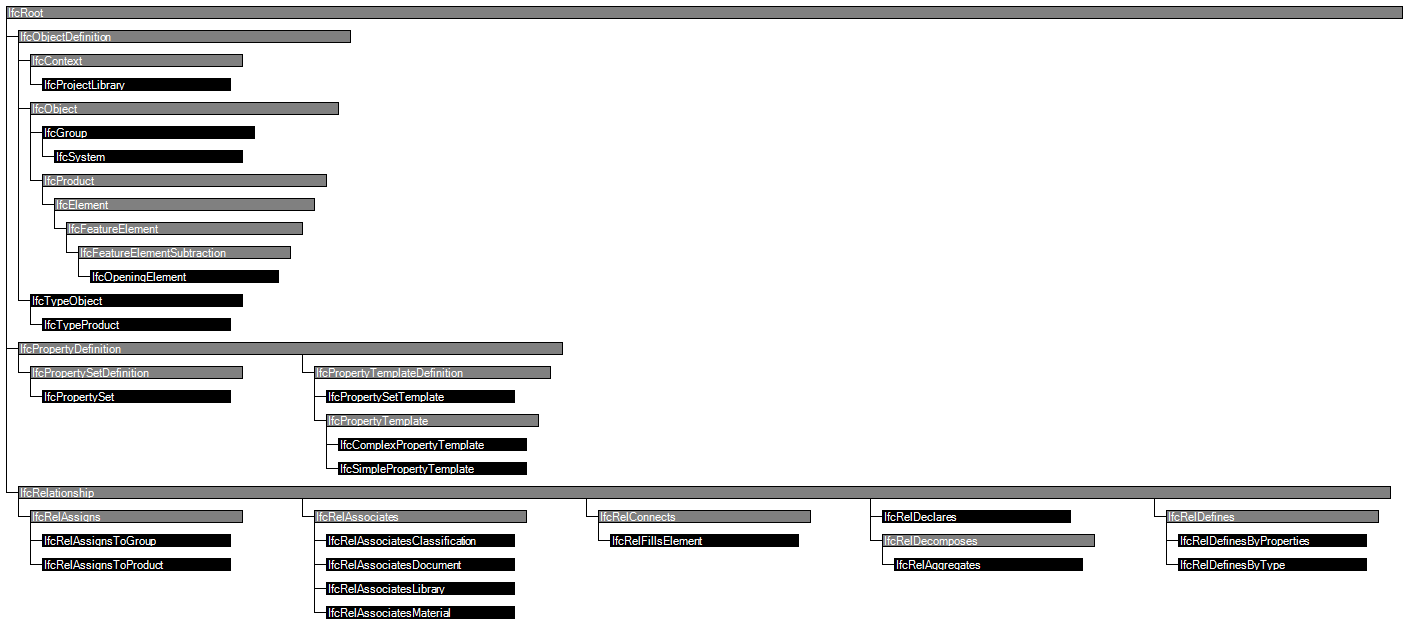 IfcRoot
IfcObjectDefinition
IfcContext
IfcProjectLibrary
IfcObject
IfcGroup
IfcSystem
IfcProduct
IfcElement
IfcFeatureElement
IfcFeatureElementSubtraction
IfcOpeningElement
IfcTypeObject
IfcTypeProduct
IfcPropertyDefinition
IfcPropertySetDefinition
IfcPropertySet
IfcPropertyTemplateDefinition
IfcPropertySetTemplate
IfcPropertyTemplate
IfcComplexPropertyTemplate
IfcSimplePropertyTemplate
IfcRelationship
IfcRelAssigns
IfcRelAssignsToGroup
IfcRelAssignsToProduct
IfcRelAssociates
IfcRelAssociatesClassification
IfcRelAssociatesDocument
IfcRelAssociatesLibrary
IfcRelAssociatesMaterial
IfcRelConnects
IfcRelFillsElement
IfcRelDeclares
IfcRelDecomposes
IfcRelAggregates
IfcRelDefines
IfcRelDefinesByProperties
IfcRelDefinesByType